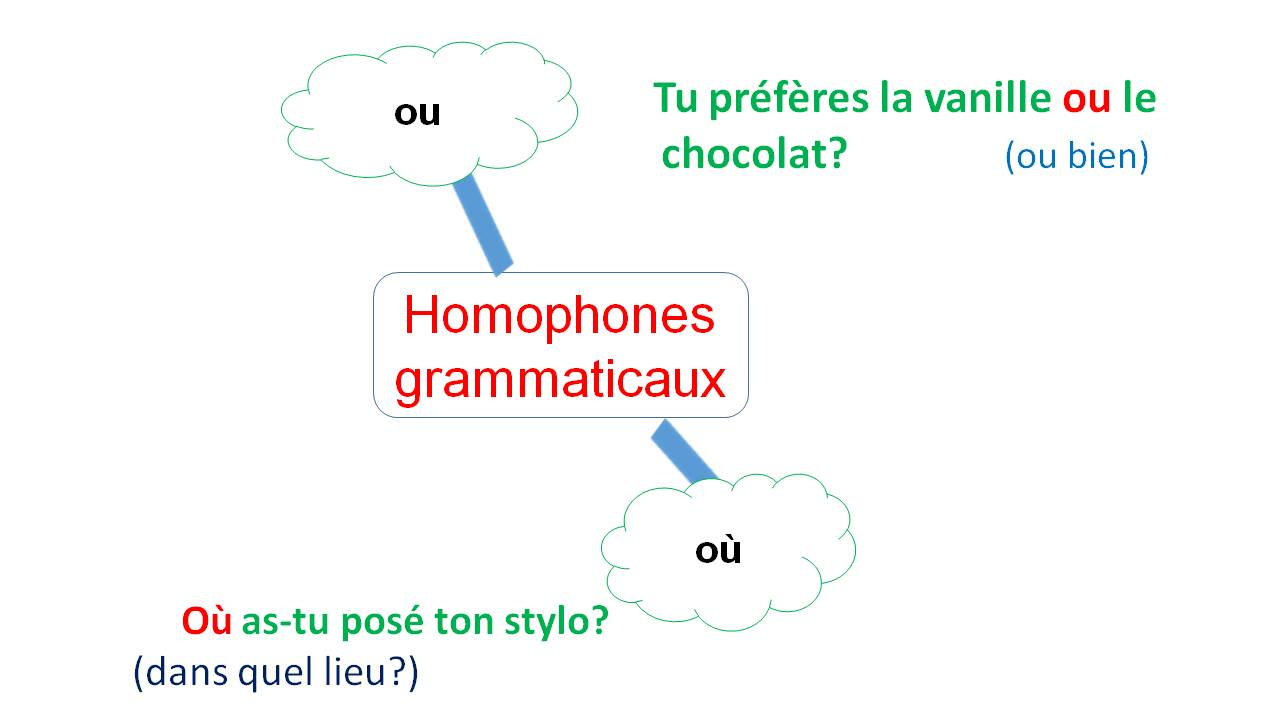 ou
Tu préfères la vanille ou le
chocolat? (ou bien)
Homophones
grammaticaux
où
Où as-tu posé ton stylo?
(dans quel lieu?)